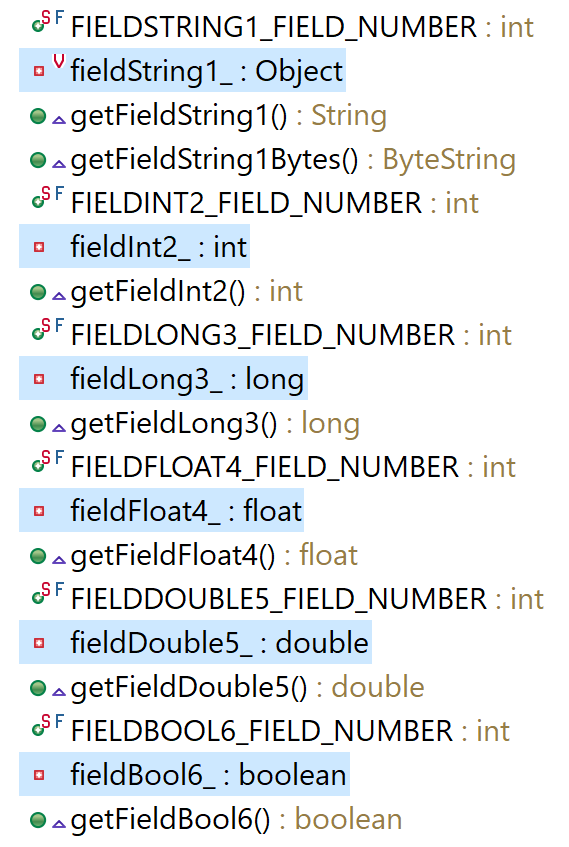 FIELDSTRING1_FIELD_NUMBER : int
fieldString1_ : Object
getFieldString1() : String
getFieldString1Bytes() : ByteString
FIELDINT2_FIELD_NUMBER : int
fieldInt2_ : int
getFieldInt2() : int
FIELDLONG3_FIELD_NUMBER : int
fieldLong3_ : long
getFieldLong3() : long
FIELDFLOAT4_FIELD_NUMBER : int
fieldFloat4_ : float
getFieldFloat4() : float
FIELDDOUBLE5_FIELD_NUMBER : int
fieldDouble5_ : double
getFieldDouble5() : double
FIELDBOOL6_FIELD_NUMBER : int
fieldBool6_ : boolean
getFieldBool6() : boolean